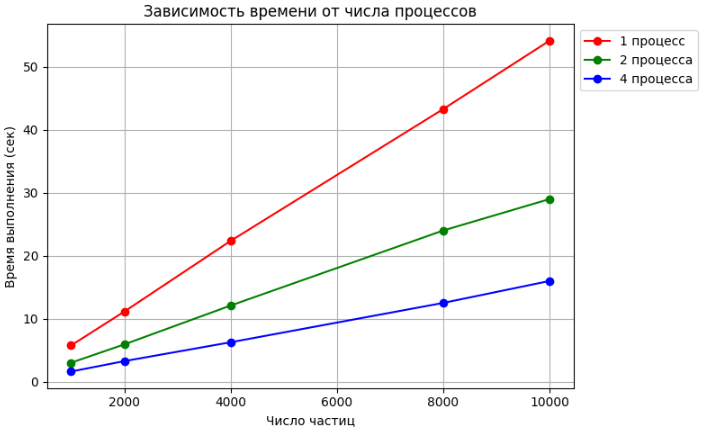 Зависимость времени от числа процессов
1 процесс
2 процесса
4 процесса
Время выполнения (сек)
50
40
30
20
10
0
2000 4000 6000 8000 10000
Число частиц